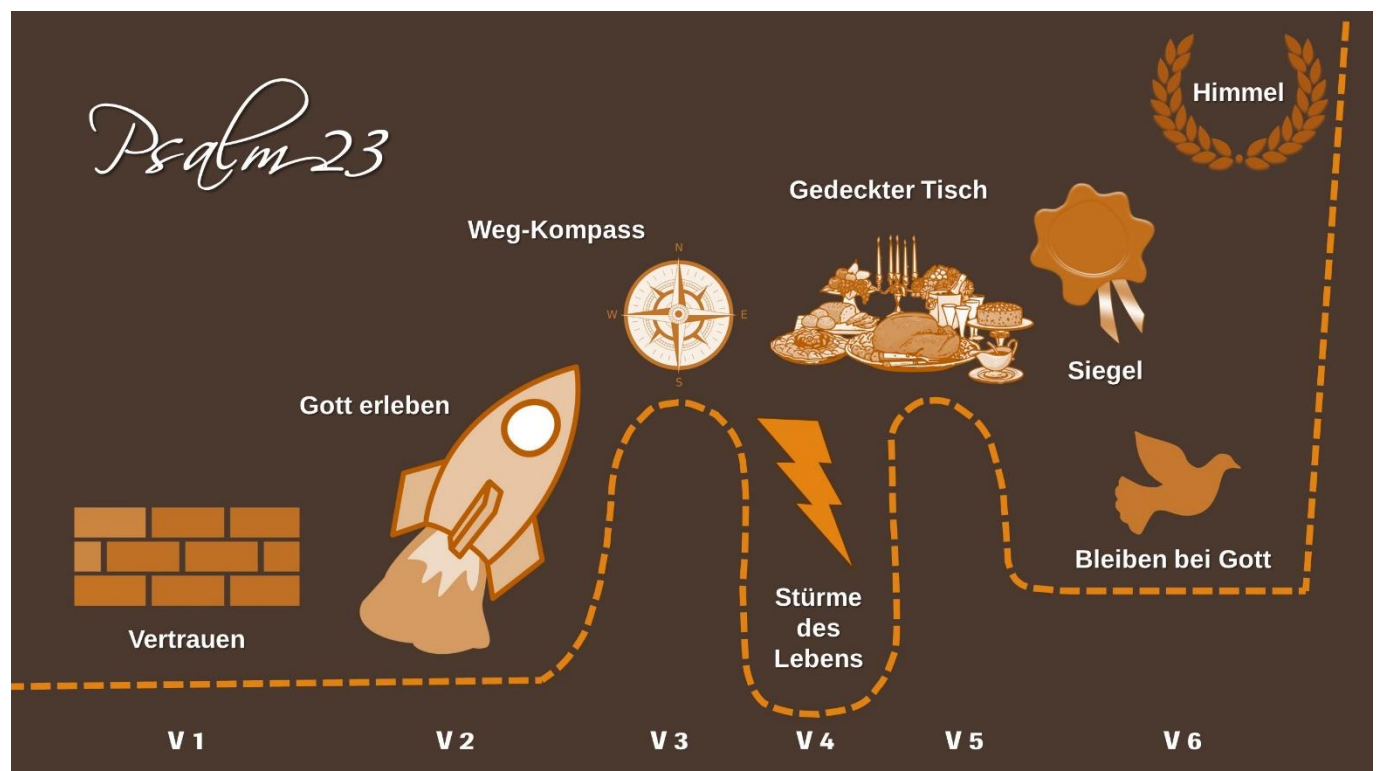 Psalm 23
Himmel
Gedeckter Tisch
Weg-Kompass
N
W
E
S
Siegel
Gott erleben
Bleiben bei Gott
Stürme
des
Lebens
Vertrauen
V 1
V 2
V 3
V 4
V 5
V 6